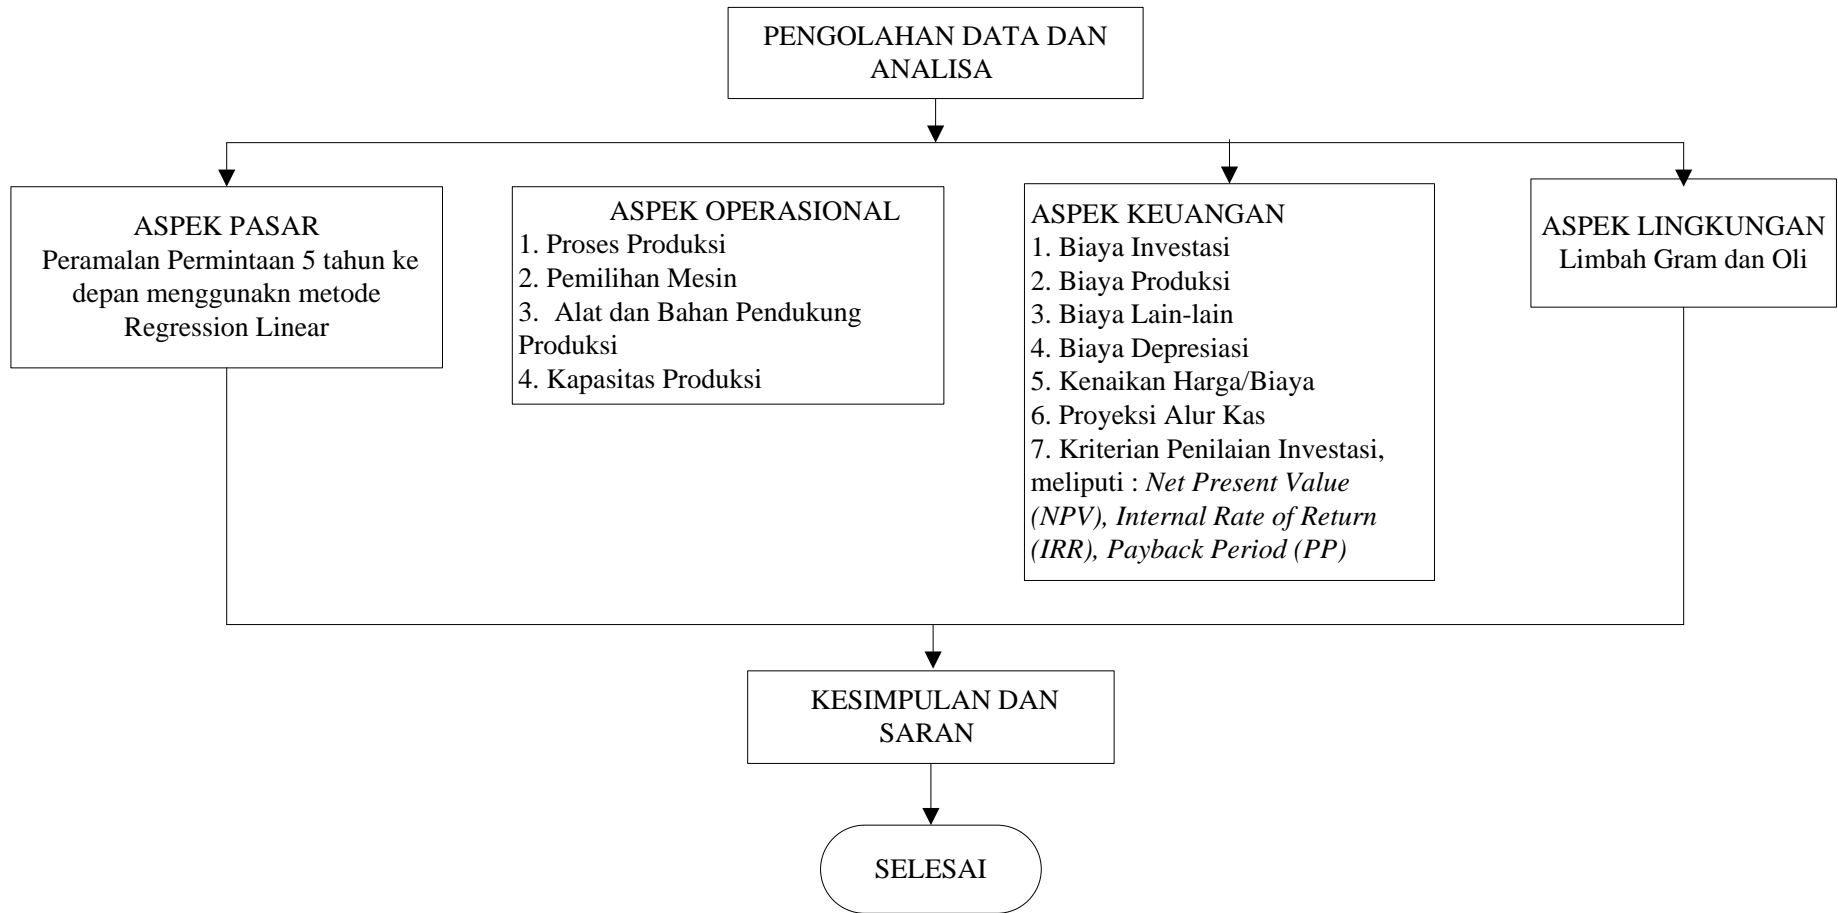 PENGOLAHAN DATA DAN
ANALISA
ASPEK PASAR
Peramalan Permintaan 5 tahun ke
depan menggunakn metode
Regression Linear
ASPEK OPERASIONAL
1. Proses Produksi
2. Pemilihan Mesin
3. Alat dan Bahan Pendukung
Produksi
4. Kapasitas Produksi
ASPEK KEUANGAN
1. Biaya Investasi
2. Biaya Produksi
3. Biaya Lain-lain
4. Biaya Depresiasi
5. Kenaikan Harga/Biaya
6. Proyeksi Alur Kas
7. Kriterian Penilaian Investasi,
meliputi : Net Present Value
(NPV), Internal Rate of Return
(IRR), Payback Period (PP)
ASPEK LINGKUNGAN
Limbah Gram dan Oli
KESIMPULAN DAN
SARAN
SELESAI